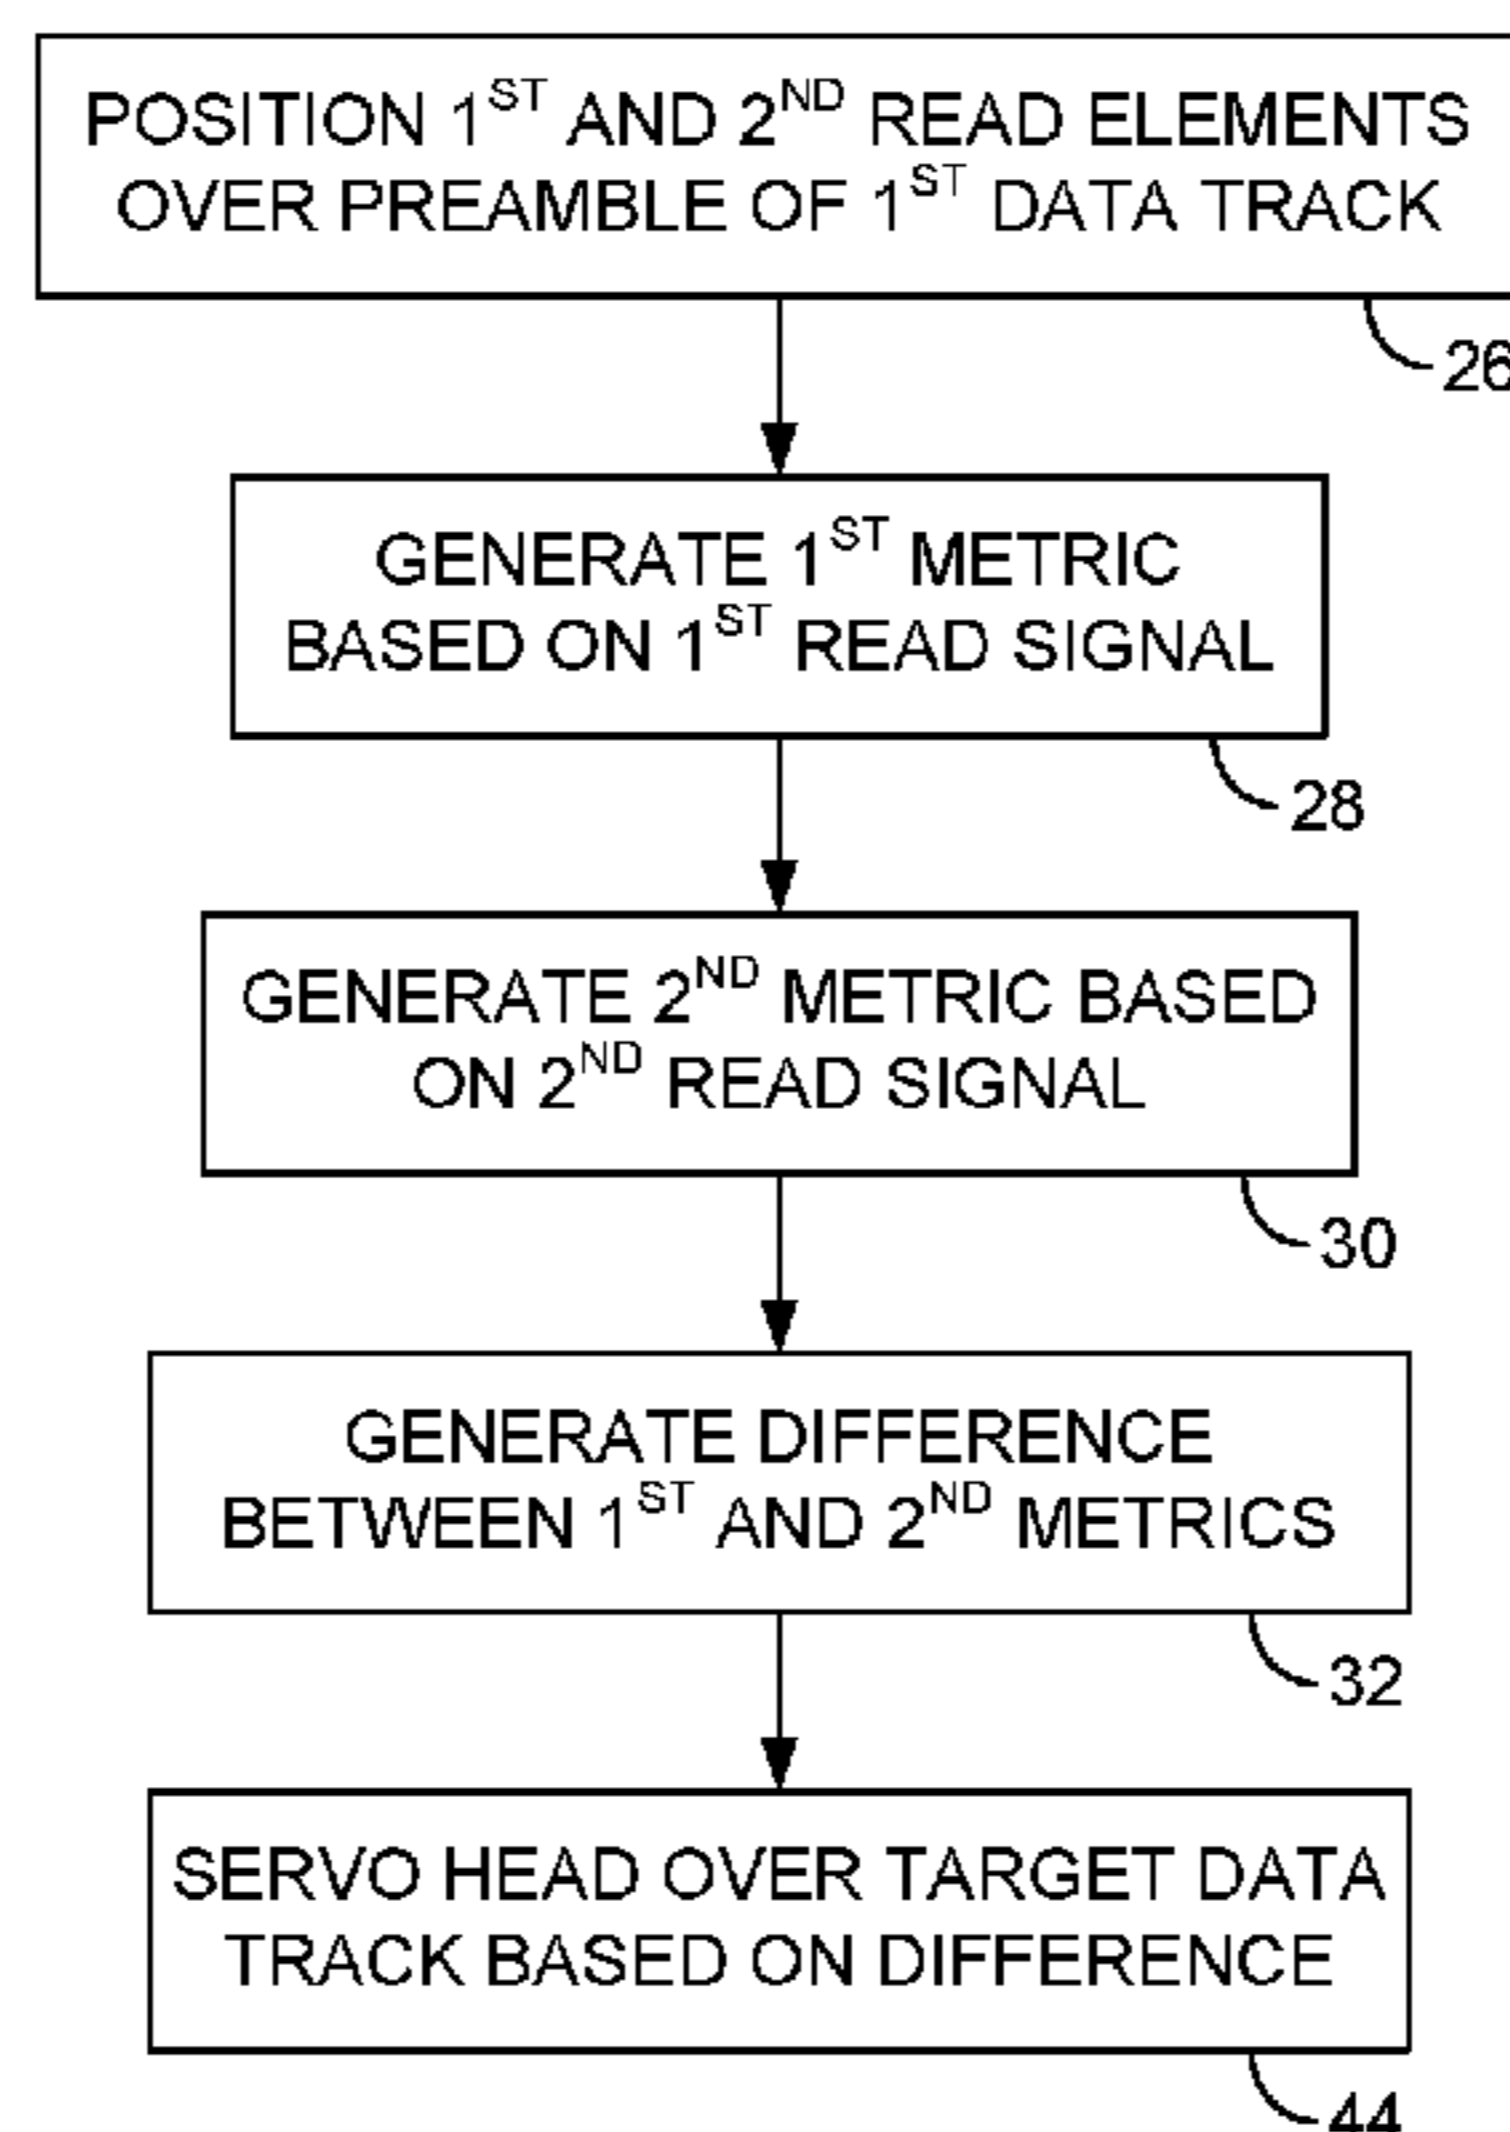 POSITION 1ST AND 2ND READ ELEMENTS
OVER PREAMBLE OF 1ST DATA TRACK
26
GENERATE 1ST METRIC
BASED ON 1ST READ SIGNAL
28
GENERATE 2ND METRIC BASED
ON 2ND READ SIGNAL
30
GENERATE DIFFERENCE
BETWEEN 1ST AND 2ND METRICS
32
SERVO HEAD OVER TARGET DATA
TRACK BASED ON DIFFERENCE
44